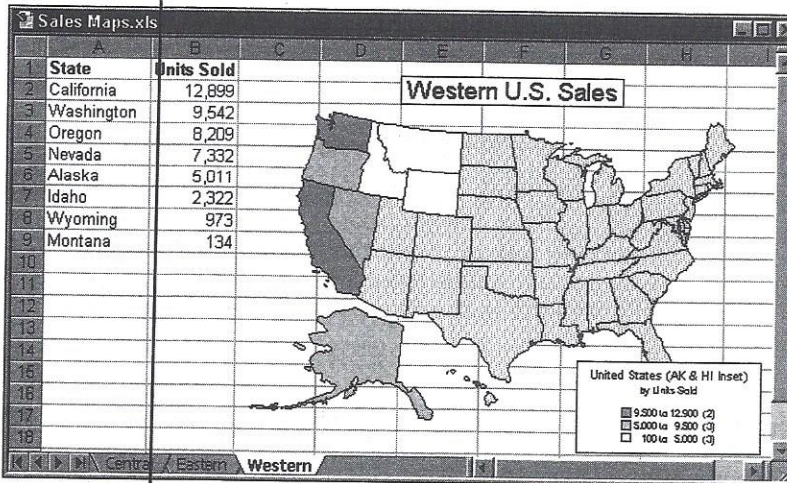 Sales Maps.xls
A B C D E F G H I
1 State Units Sold
2 California 12,899
3 Washington 9,542
4 Oregon 8,209
5 Nevada 7,332
6 Alaska 5,011
7 Idaho 2,322
8 Wyoming 973
9 Montana 134
10
11
12
13
14
15
16
17
18
Western U.S. Sales
United States (AK & HI Inset)
by Units Sold
9,500 to 12,900 (2)
5,000 to 9,500 (3)
100 to 5,000 (3)
Central Eastern Western